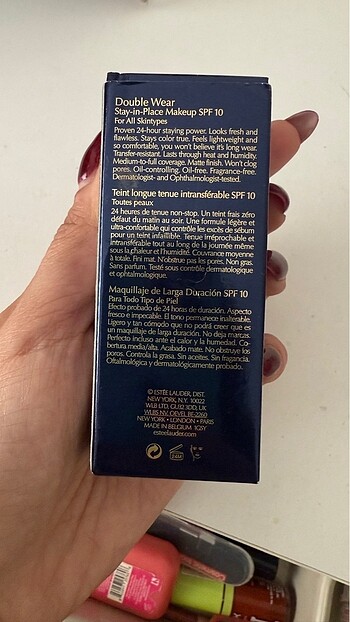 Double Wear
Stay-in-Place Makeup SPF 10
For All Skintypes
Proven 24-hour staying power. Looks fresh and
flawless. Stays color true. Feels lightweight and
so comfortable, you won't believe it's long wear.
Transfer-resistant. Lasts through heat and humidity.
Medium-to-full coverage. Matte finish. Won't clog
pores. Oil-controlling. Oil-free. Fragrance-free.
Dermatologist- and Ophthalmologist-tested.
Teint longue tenue intransférable SPF 10
Toutes peaux
24 heures de tenue non-stop. Un teint frais zéro
défaut du matin au soir. Une formule légère et
ultra-confortable qui contrôle les excès de sébum
pour un teint infaillible. Tenue irréprochable et
intransférable tout au long de la journée même
sous la chaleur et l'humidité. Couvrance moyenne
à totale. Fini mat. N'obstrue pas les pores. Non gras.
Sans parfum. Testé sous contrôle dermatologique
et ophtalmologique.
Maquillaje de Larga Duración SPF 10
Para Todo Tipo de Piel
Efecto probado de 24 horas de duración. Aspecto
fresco e impecable. El tono permanece inalterable.
Ligero y tan cómodo que no podrá creer que es
un maquillaje de larga duración. No deja marcas.
Perfecto incluso ante el calor y la humedad. Co-
bertura media/alta. Acabado mate. No obstruye los
poros. Controla la grasa. Sin aceites. Sin fragancia.
Oftalmológica y dermatológicamente probado.
© ESTÉE LAUDER, DIST.
NEW YORK, N.Y. 10022
WLB LTD. GU12 3DD, UK
WLBS NV. DEVEL BE-2260
NEW YORK • LONDON • PARIS
MADE IN BELGIUM
esteelauder.com